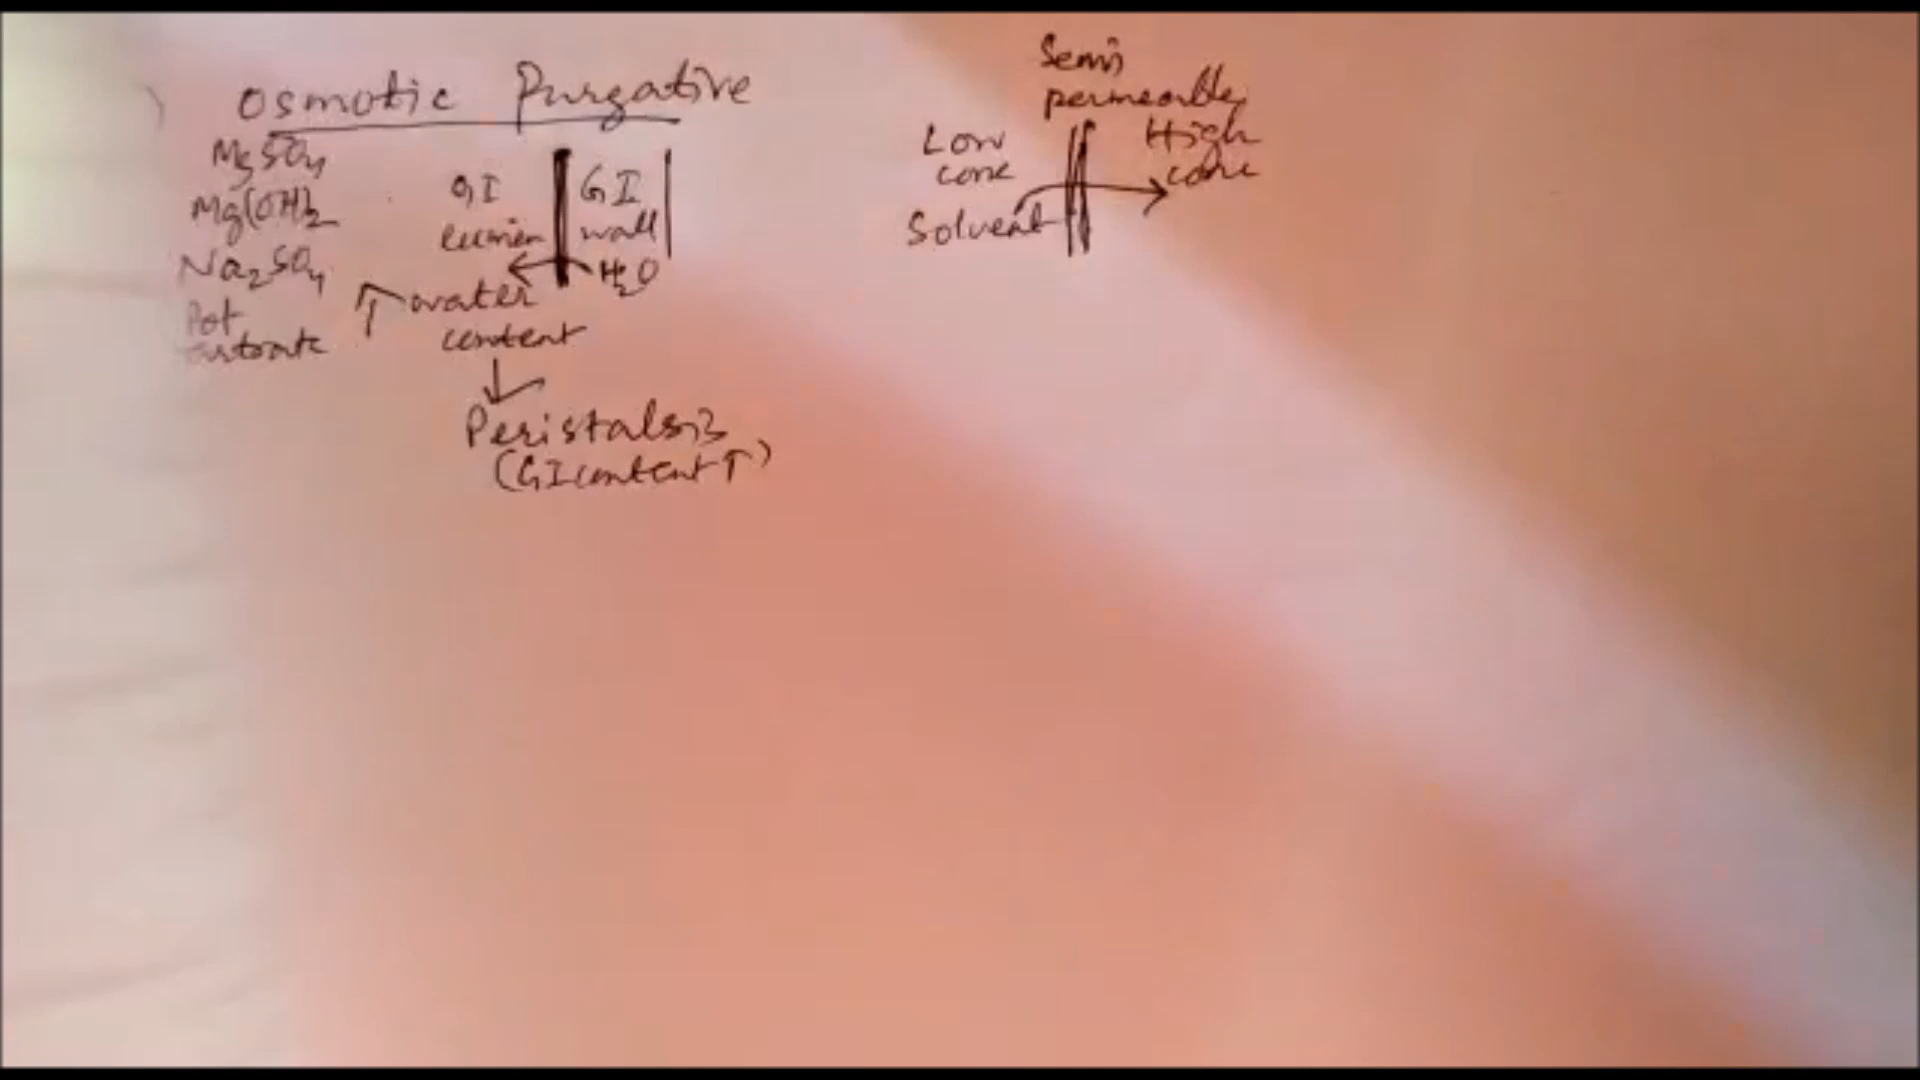 Osmotic Purgative
MgSO4
Mg(OH)2
Na2SO4
Pot
tartrate
GI
lumen
GI
wall
H2O
↑ water
content
↓
Peristalsis
(GI content ↑)
Semi
permeable
Low
conc
High
conc
Solvent